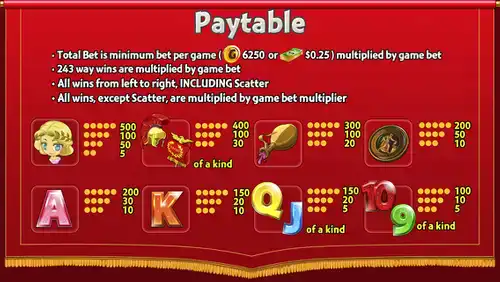 Paytable
• Total Bet is minimum bet per game ( G 6250 or $0.25 ) multiplied by game bet
• 243 way wins are multiplied by game bet
• All wins from left to right, INCLUDING Scatter
• All wins, except Scatter, are multiplied by game bet multiplier
500 400 300 200
100 100 100 50
50 30 20 10
5
of a kind
A K Q J 10 9
200 150 150 100
30 20 20 10
10 10 5 5
of a kind of a kind